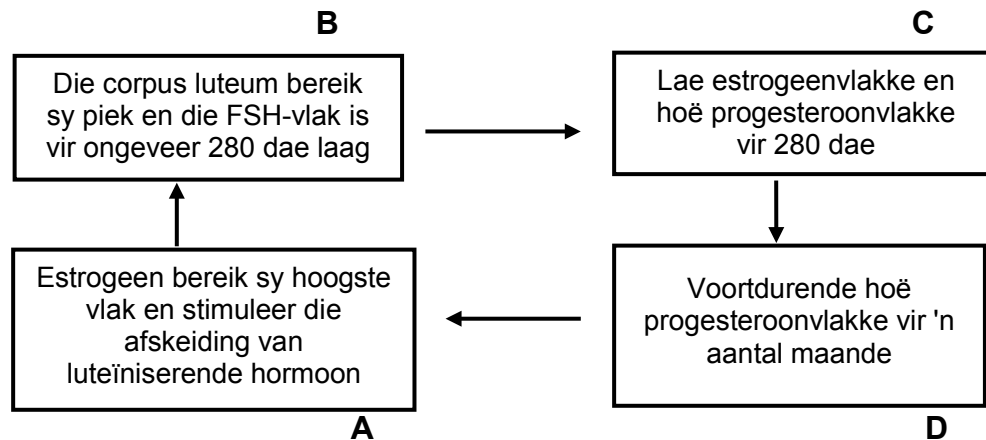 B
C
Die corpus luteum bereik
sy piek en die FSH-vlak is
vir ongeveer 280 dae laag
Lae estrogeenvlakke en
hoë progesteroonvlakke
vir 280 dae
Estrogeen bereik sy hoogste
vlak en stimuleer die
afskeiding van
luteïniserende hormoon
Voortdurende hoë
progesteroonvlakke vir 'n
aantal maande
A
D